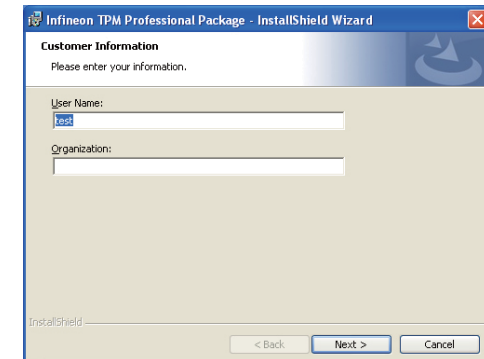 Infineon TPM Professional Package - InstallShield Wizard
Customer Information
Please enter your information.
User Name:
test
Organization:
InstallShield
< Back
Next >
Cancel